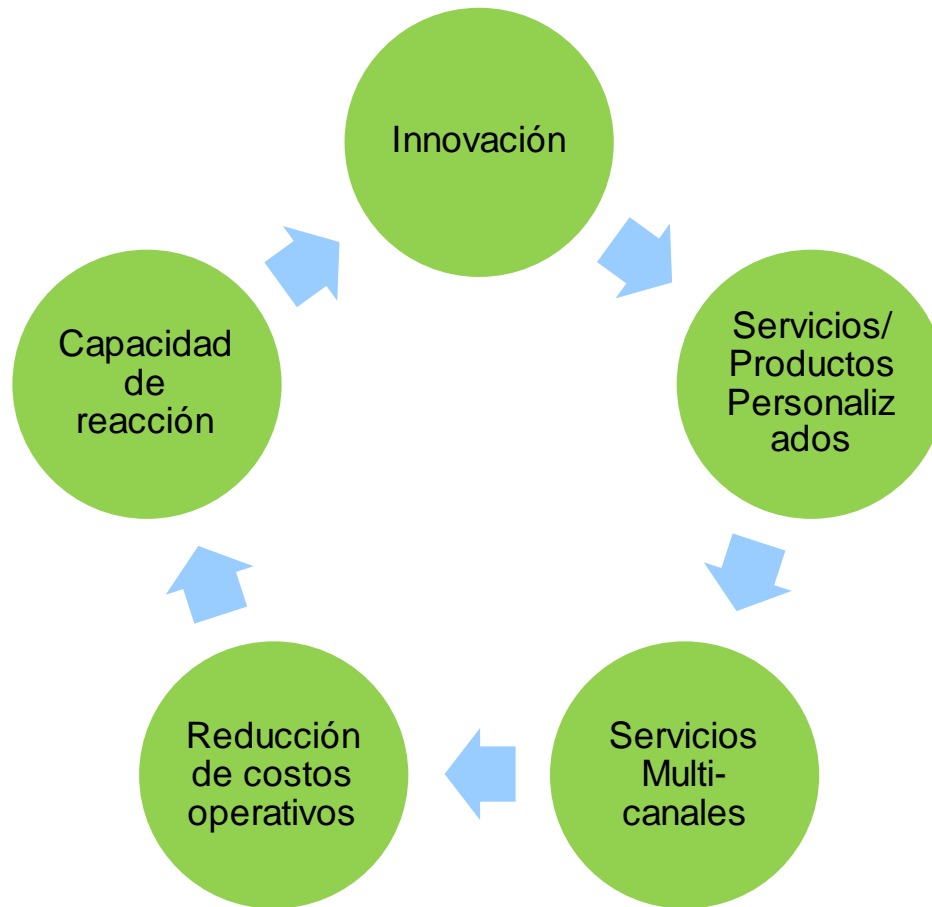 Innovación
Servicios/
Productos
Personaliz
ados
Servicios
Multi-
canales
Reducción
de costos
operativos
Capacidad
de
reacción